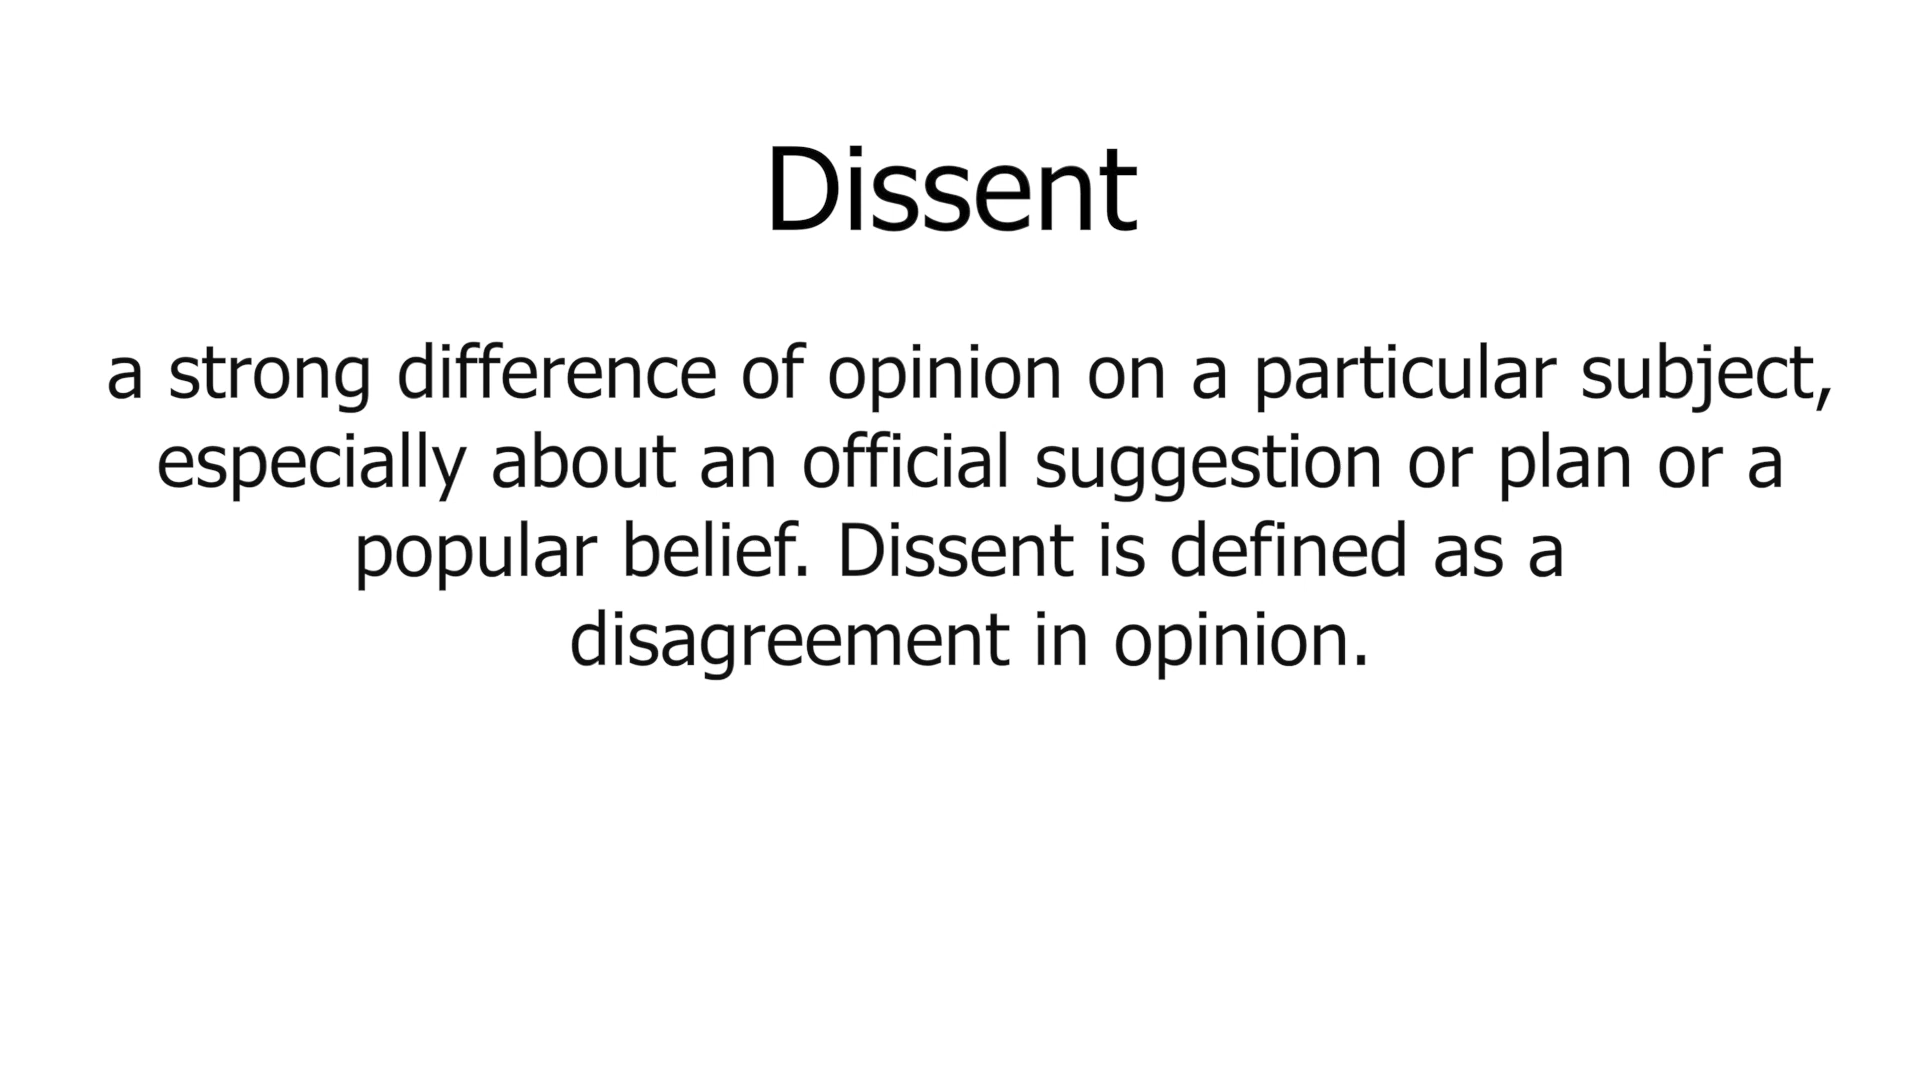 Dissent
a strong difference of opinion on a particular subject,
especially about an official suggestion or plan or a
popular belief. Dissent is defined as a
disagreement in opinion.